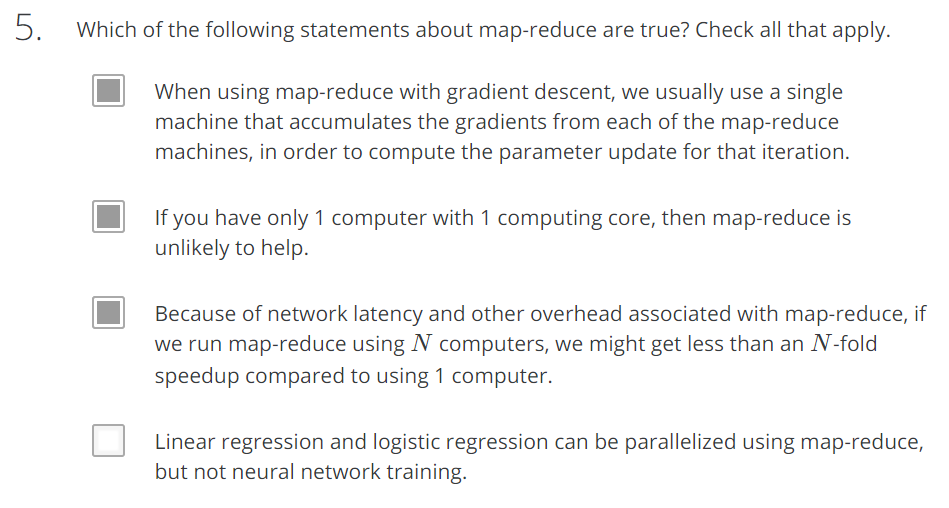 5. Which of the following statements about map-reduce are true? Check all that apply.
When using map-reduce with gradient descent, we usually use a single
machine that accumulates the gradients from each of the map-reduce
machines, in order to compute the parameter update for that iteration.
If you have only 1 computer with 1 computing core, then map-reduce is
unlikely to help.
Because of network latency and other overhead associated with map-reduce, if
we run map-reduce using N computers, we might get less than an N-fold
speedup compared to using 1 computer.
Linear regression and logistic regression can be parallelized using map-reduce,
but not neural network training.